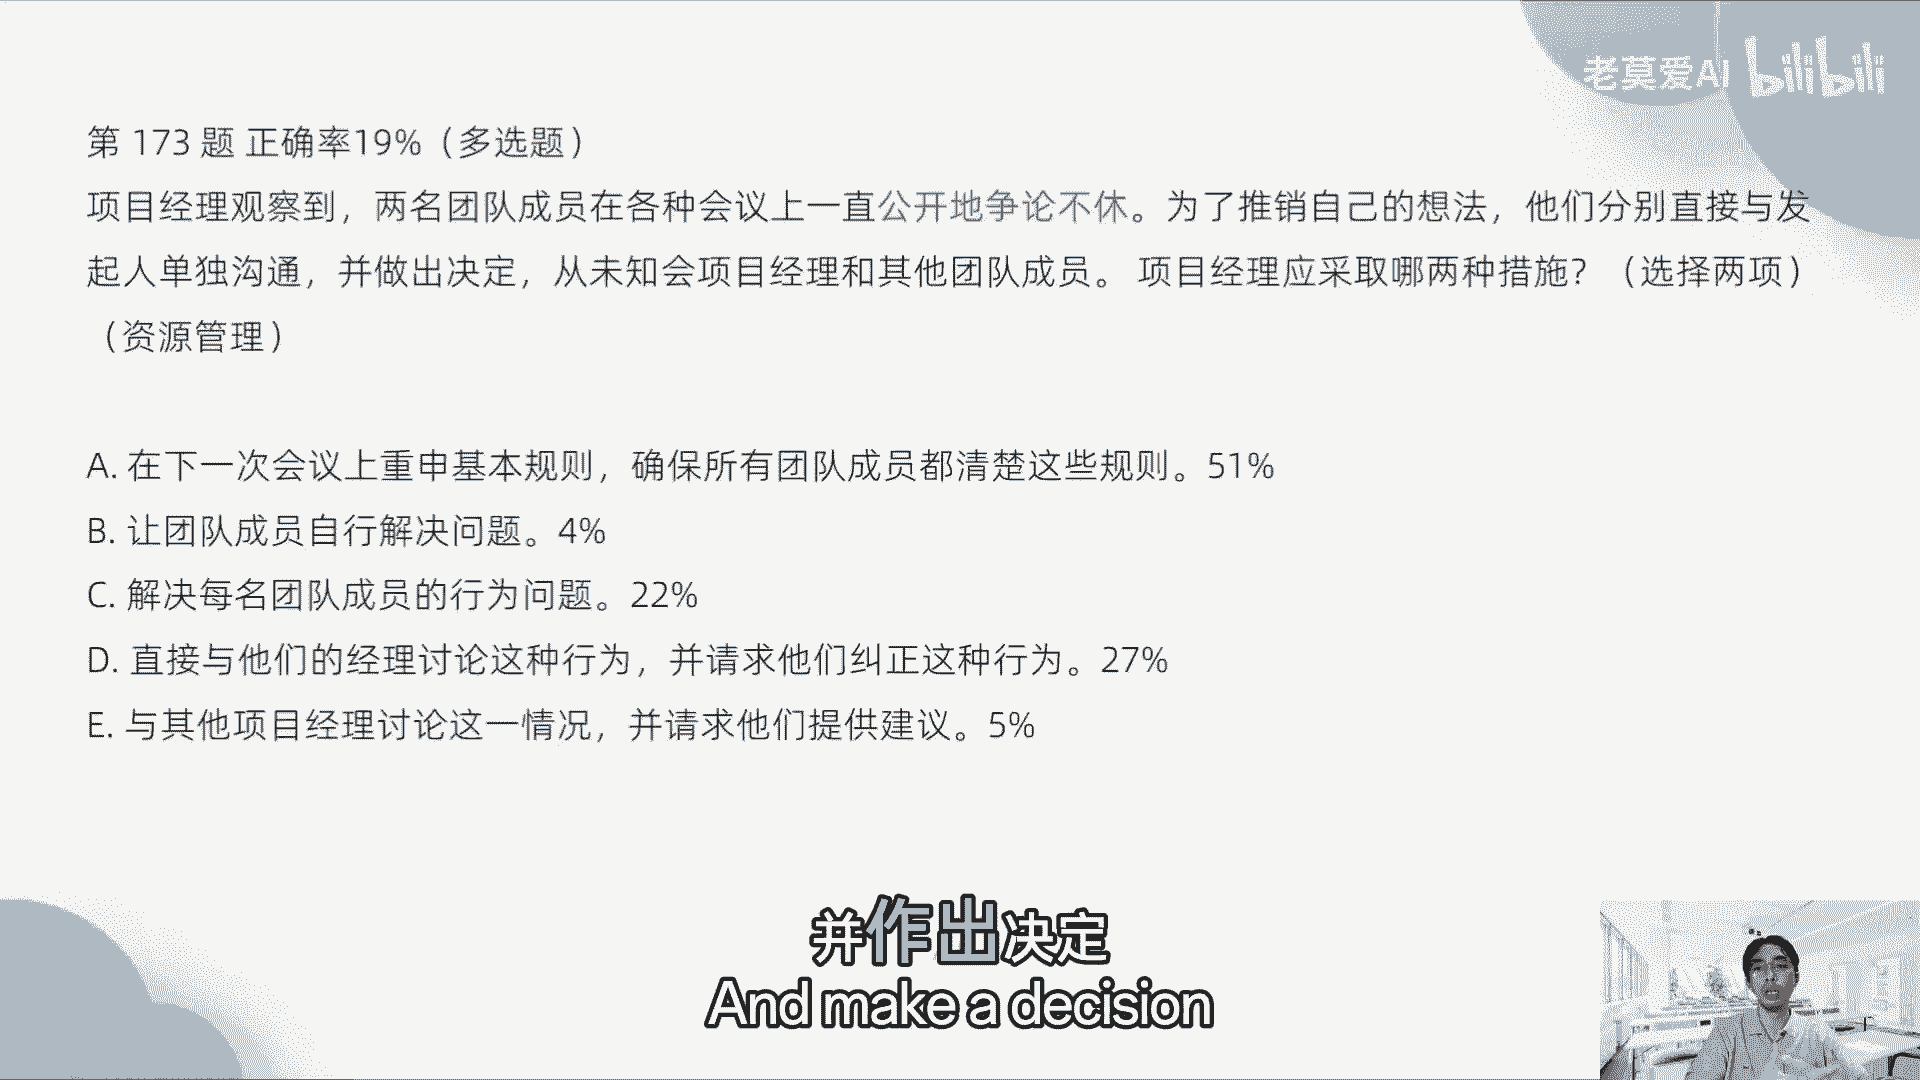 老莫爱AI bilibili
第 173 题 正确率19%（多选题）
项目经理观察到，两名团队成员在各种会议上一直公开地争论不休。为了推销自己的想法，他们分别直接与发
起人单独沟通，并做出决定，从未知会项目经理和其他团队成员。 项目经理应采取哪两种措施？（选择两项）
（资源管理）
A. 在下一次会议上重申基本规则，确保所有团队成员都清楚这些规则。51%
B. 让团队成员自行解决问题。4%
C. 解决每名团队成员的行为问题。22%
D. 直接与他们的经理讨论这种行为，并请求他们纠正这种行为。27%
E. 与其他项目经理讨论这一情况，并请求他们提供建议。5%
并作出决定
And make a decision